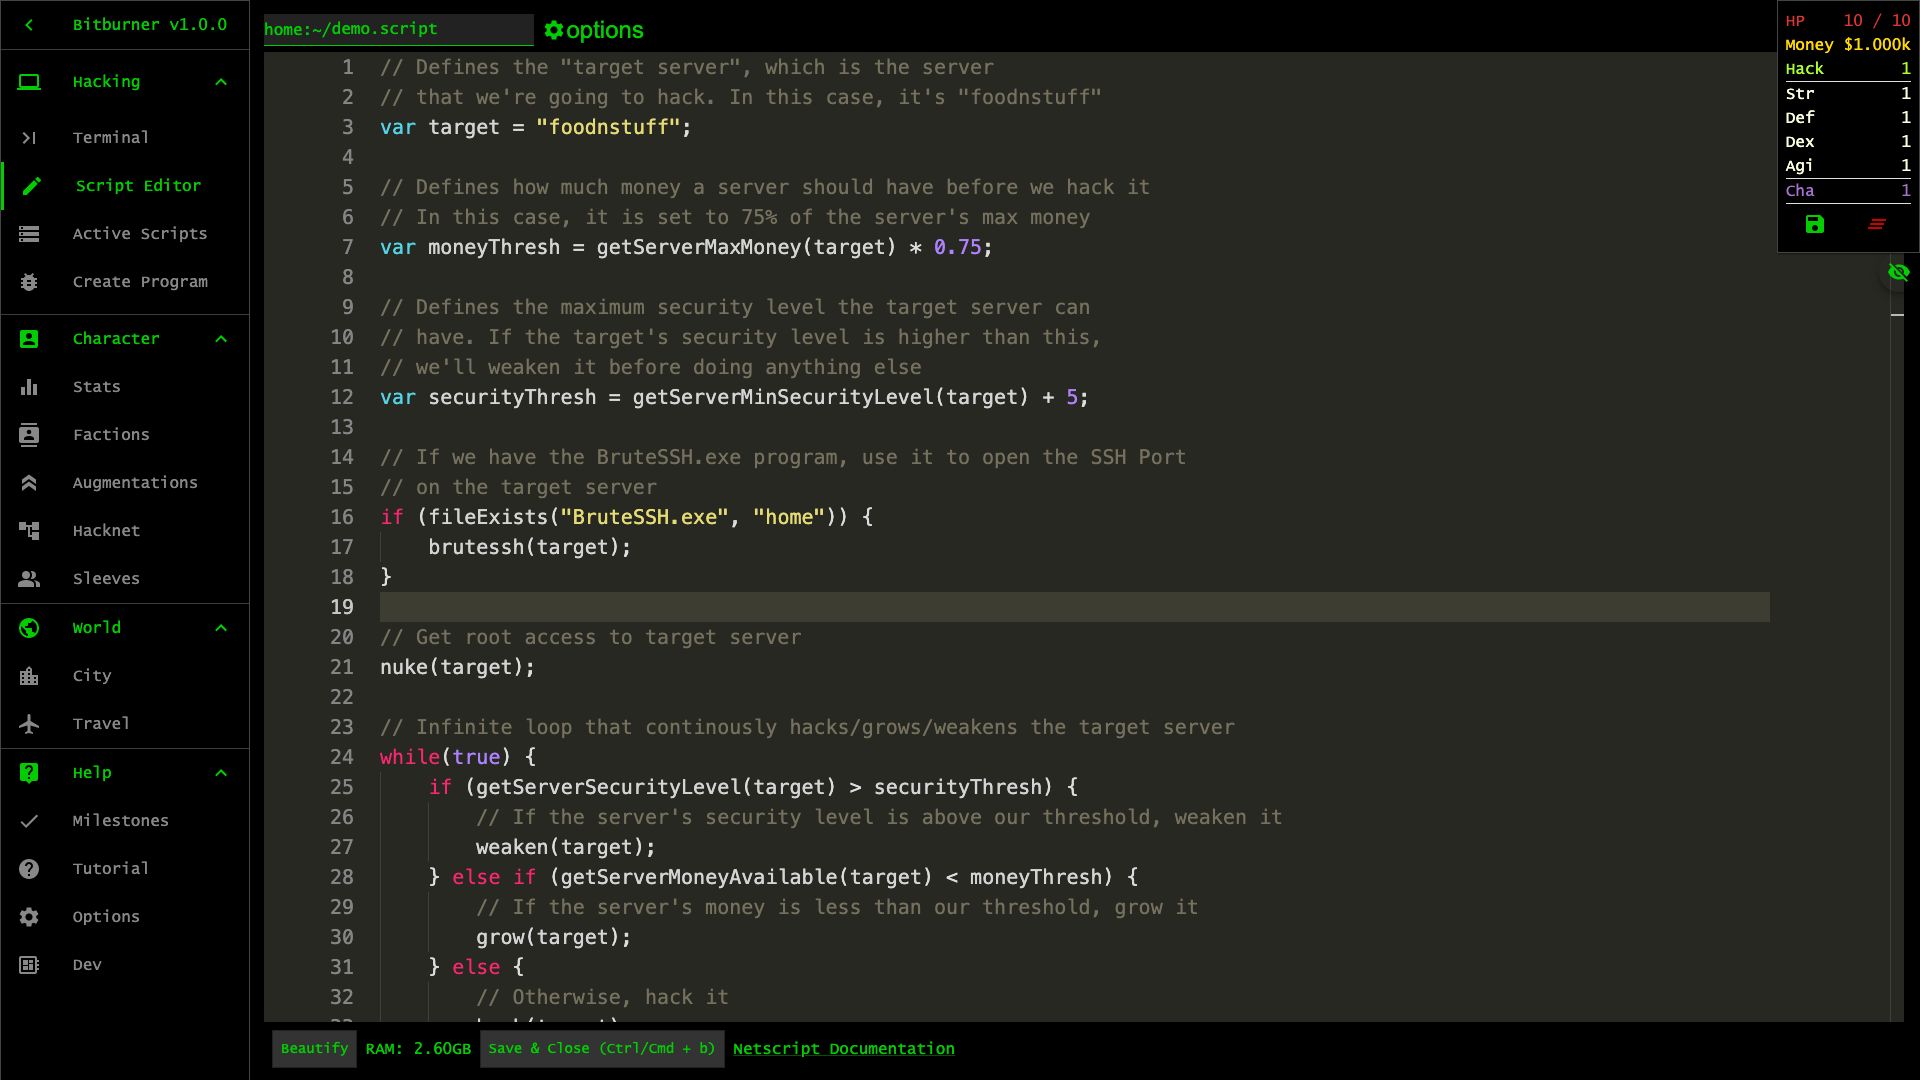 Bitburner v1.0.0
Hacking
Terminal
Script Editor
Active Scripts
Create Program
Character
Stats
Factions
Augmentations
Hacknet
Sleeves
World
City
Travel
Help
Milestones
Tutorial
Options
Dev
home:~/demo.script
options
1 // Defines the "target server", which is the server
2 // that we're going to hack. In this case, it's "foodnstuff"
3 var target = "foodnstuff";
4
5 // Defines how much money a server should have before we hack it
6 // In this case, it is set to 75% of the server's max money
7 var moneyThresh = getServerMaxMoney(target) * 0.75;
8
9 // Defines the maximum security level the target server can
10 // have. If the target's security level is higher than this,
11 // we'll weaken it before doing anything else
12 var securityThresh = getServerMinSecurityLevel(target) + 5;
13
14 // If we have the BruteSSH.exe program, use it to open the SSH Port
15 // on the target server
16 if (fileExists("BruteSSH.exe", "home")) {
17     brutessh(target);
18 }
19
20 // Get root access to target server
21 nuke(target);
22
23 // Infinite loop that continously hacks/grows/weakens the target server
24 while(true) {
25     if (getServerSecurityLevel(target) > securityThresh) {
26         // If the server's security level is above our threshold, weaken it
27         weaken(target);
28     } else if (getServerMoneyAvailable(target) < moneyThresh) {
29         // If the server's money is less than our threshold, grow it
30         grow(target);
31     } else {
32         // Otherwise, hack it
Beautify
RAM: 2.60GB
Save & Close (Ctrl/Cmd + b)
Netscript Documentation
HP 10 / 10
Money $1.000k
Hack 1
Str 1
Def 1
Dex 1
Agi 1
Cha 1